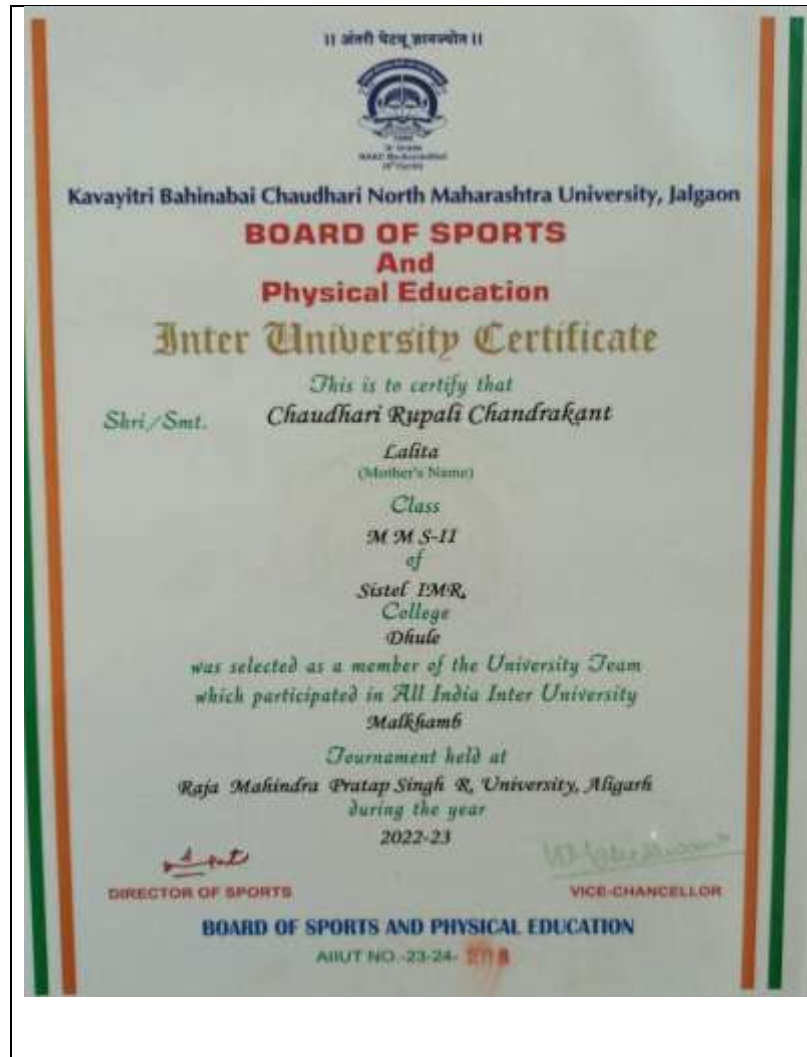 || अंतरी पेटवू ज्ञानज्योत ||
Kavayitri Bahinabai Chaudhari North Maharashtra University, Jalgaon
BOARD OF SPORTS
And
Physical Education
Inter University Certificate
This is to certify that
Shri/Smt. Chaudhari Rupali Chandrakant
Lalita
(Mother's Name)
Class
M M S-II
of
Sistel IMR,
College
Dhule
was selected as a member of the University Team
which participated in All India Inter University
Malkhamb
Tournament held at
Raja Mahindra Pratap Singh R, University, Aligarh
during the year
2022-23
DIRECTOR OF SPORTS VICE-CHANCELLOR
BOARD OF SPORTS AND PHYSICAL EDUCATION
AIIUT NO.-23-24-